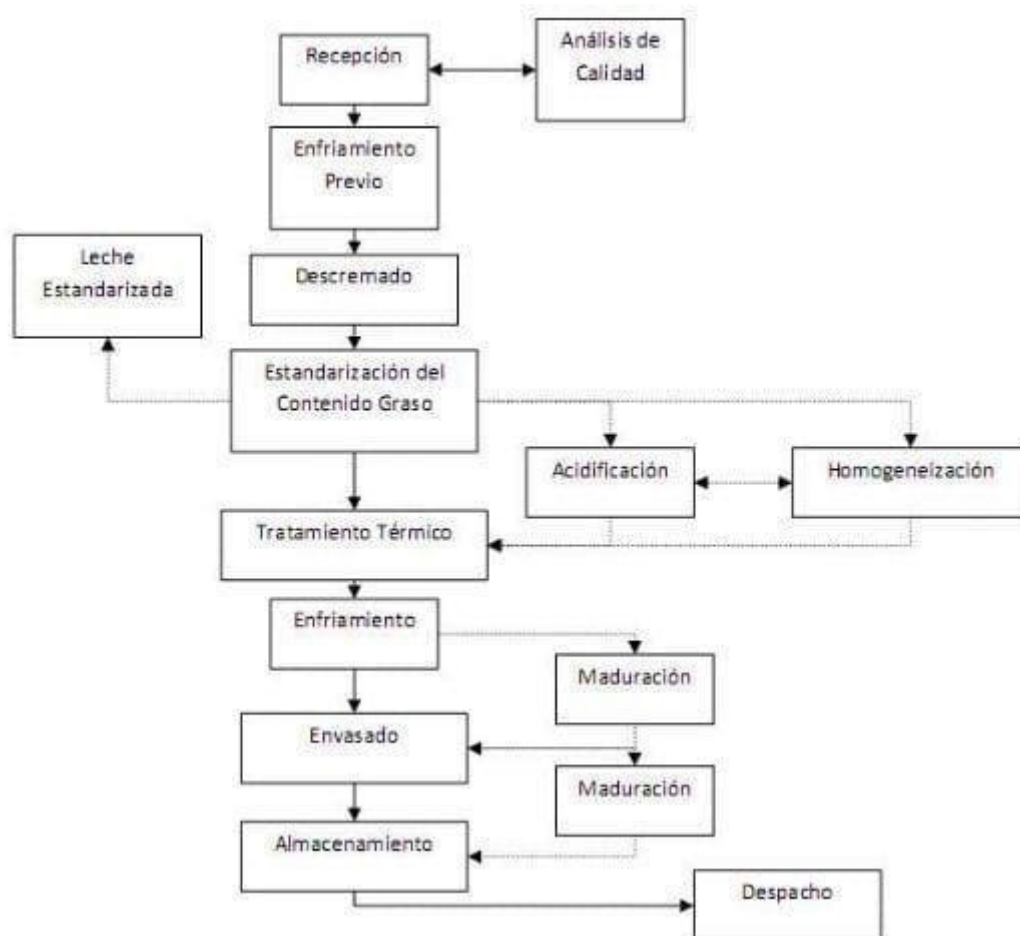 Recepción
Análisis de
Calidad
Enfriamiento
Previo
Leche
Estandarizada
Descremado
Estandarización del
Contenido Graso
Acidificación
Homogeneización
Tratamiento Térmico
Enfriamiento
Maduración
Envasado
Maduración
Almacenamiento
Despacho